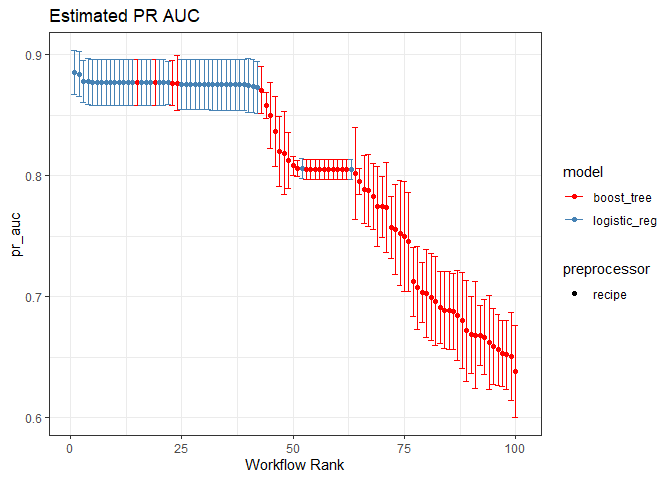 Estimated PR AUC
0.9
0.8
0.7
0.6
pr_auc
0
25
50
75
100
Workflow Rank
model
boost_tree
logistic_reg
preprocessor
recipe